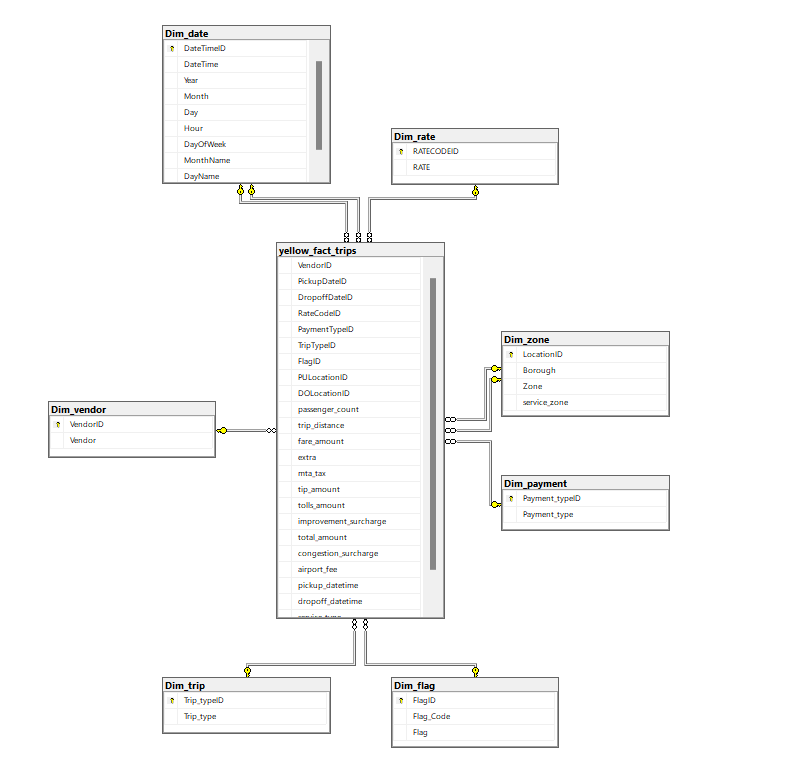 Dim_date
DateTimeID
DateTime
Year
Month
Day
Hour
DayOfWeek
MonthName
DayName
Dim_rate
RATECODEID
RATE
yellow_fact_trips
VendorID
PickupDateID
DropoffDateID
RateCodeID
PaymentTypeID
TripTypeID
FlagID
PULocationID
DOLocationID
passenger_count
trip_distance
fare_amount
extra
mta_tax
tip_amount
tolls_amount
improvement_surcharge
total_amount
congestion_surcharge
airport_fee
pickup_datetime
dropoff_datetime
service_type
Dim_zone
LocationID
Borough
Zone
service_zone
Dim_vendor
VendorID
Vendor
Dim_payment
Payment_typeID
Payment_type
Dim_trip
Trip_typeID
Trip_type
Dim_flag
FlagID
Flag_Code
Flag